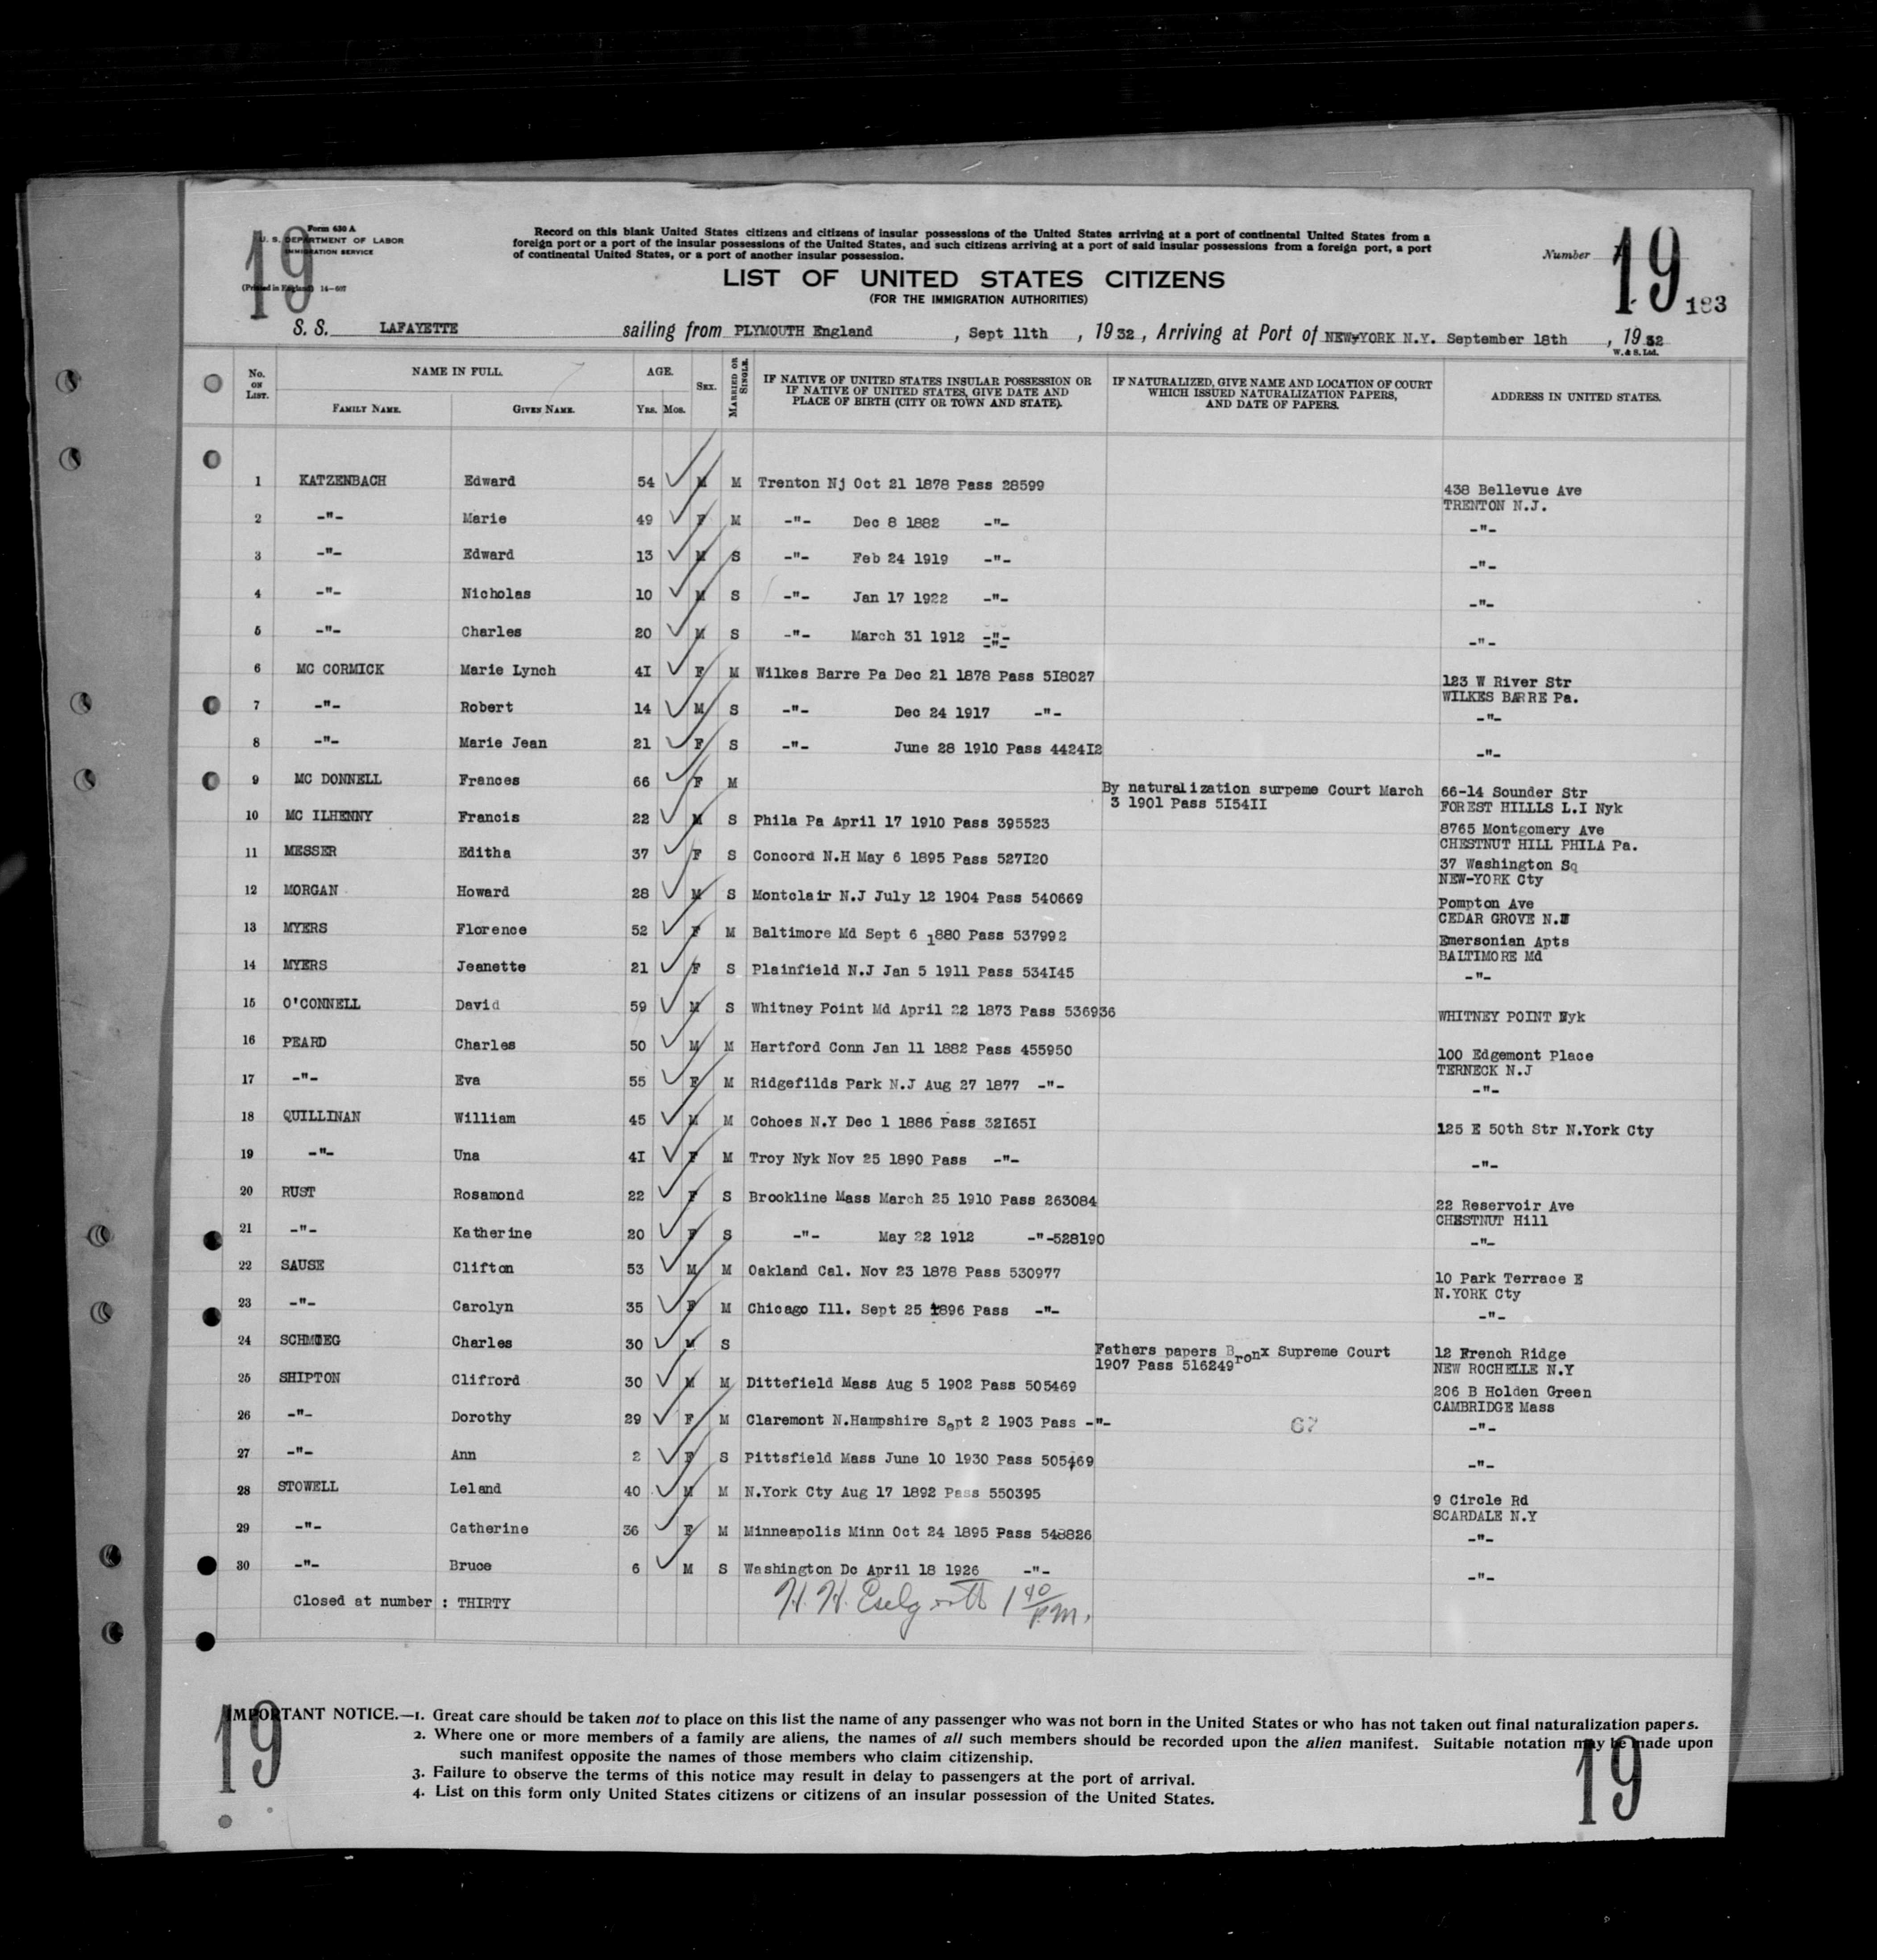 19
Form 630 A
U. S. DEPARTMENT OF LABOR
IMMIGRATION SERVICE
(Printed in England) 14—607
Record on this blank United States citizens and citizens of insular possessions of the United States arriving at a port of continental United States from a
foreign port or a port of the insular possessions of the United States, and such citizens arriving at a port of said insular possessions from a foreign port, a port
of continental United States, or a port of another insular possession.
LIST OF UNITED STATES CITIZENS
(FOR THE IMMIGRATION AUTHORITIES)
Number 19 183
S. S. LAFAYETTE sailing from PLYMOUTH England , Sept 11th , 1932 , Arriving at Port of NEW-YORK N.Y. September 18th , 1932
W. & S. Ltd.
No. ON LIST. NAME IN FULL. FAMILY NAME. GIVEN NAME. AGE. YRS. MOS. SEX. MARRIED OR SINGLE. IF NATIVE OF UNITED STATES INSULAR POSSESSION OR IF NATIVE OF UNITED STATES, GIVE DATE AND PLACE OF BIRTH (CITY OR TOWN AND STATE). IF NATURALIZED, GIVE NAME AND LOCATION OF COURT WHICH ISSUED NATURALIZATION PAPERS, AND DATE OF PAPERS. ADDRESS IN UNITED STATES.
1 KATZENBACH Edward 54 M M Trenton Nj Oct 21 1878 Pass 28599 438 Bellevue Ave TRENTON N.J.
2 -"- Marie 49 F M -"- Dec 8 1882 -"- -"-
3 -"- Edward 13 M S -"- Feb 24 1919 -"- -"-
4 -"- Nicholas 10 M S -"- Jan 17 1922 -"- -"-
5 -"- Charles 20 M S -"- March 31 1912 -"- -"-
6 MC CORMICK Marie Lynch 4I F M Wilkes Barre Pa Dec 21 1878 Pass 5I8027 123 W River Str WILKES BARRE Pa.
7 -"- Robert 14 M S -"- Dec 24 1917 -"- -"-
8 -"- Marie Jean 21 F S -"- June 28 1910 Pass 4424I2 -"-
9 MC DONNELL Frances 66 F M By naturalization surpeme Court March 3 1901 Pass 5I54II 66-14 Sounder Str FOREST HILLLS L.I Nyk
10 MC ILHENNY Francis 22 M S Phila Pa April 17 1910 Pass 395523 8765 Montgomery Ave CHESTNUT HILL PHILA Pa.
11 MESSER Editha 37 F S Concord N.H May 6 1895 Pass 527I20 37 Washington Sq NEW-YORK Cty
12 MORGAN Howard 28 M S Montclair N.J July 12 1904 Pass 540669 Pompton Ave CEDAR GROVE N.J
13 MYERS Florence 52 F M Baltimore Md Sept 6 1880 Pass 537992 Emersonian Apts BALTIMORE Md
14 MYERS Jeanette 21 F S Plainfield N.J Jan 5 1911 Pass 534I45 -"-
15 O'CONNELL David 59 M S Whitney Point Md April 22 1873 Pass 536936 WHITNEY POINT Nyk
16 PEARD Charles 50 M M Hartford Conn Jan 11 1882 Pass 455950 100 Edgemont Place TERNECK N.J
17 -"- Eva 55 F M Ridgefilds Park N.J Aug 27 1877 -"- -"-
18 QUILLINAN William 45 M M Cohoes N.Y Dec 1 1886 Pass 32I65I 125 E 50th Str N.York Cty
19 -"- Una 4I F M Troy Nyk Nov 25 1890 Pass -"- -"-
20 RUST Rosamond 22 F S Brookline Mass March 25 1910 Pass 263084 22 Reservoir Ave CHESTNUT Hill
21 -"- Katherine 20 F S -"- May 22 1912 -"-528190 -"-
22 SAUSE Clifton 53 M M Oakland Cal. Nov 23 1878 Pass 530977 10 Park Terrace E N.YORK Cty
23 -"- Carolyn 35 F M Chicago Ill. Sept 25 1896 Pass -"- -"-
24 SCHMIEG Charles 30 M S Fathers papers Bronx Supreme Court 1907 Pass 516249 12 French Ridge NEW ROCHELLE N.Y
25 SHIPTON Clifford 30 M M Dittefield Mass Aug 5 1902 Pass 505469 206 B Holden Green CAMBRIDGE Mass
26 -"- Dorothy 29 F M Claremont N.Hampshire Sept 2 1903 Pass -"- 67 -"-
27 -"- Ann 2 F S Pittsfield Mass June 10 1930 Pass 505469 -"-
28 STOWELL Leland 40 M M N.York Cty Aug 17 1892 Pass 550395 9 Circle Rd SCARDALE N.Y
29 -"- Catherine 36 F M Minneapolis Minn Oct 24 1895 Pass 548826 -"-
30 -"- Bruce 6 M S Washington Dc April 18 1926 -"- -"-
Closed at number : THIRTY H. H. 1 40/P.M.
19
IMPORTANT NOTICE.—1. Great care should be taken not to place on this list the name of any passenger who was not born in the United States or who has not taken out final naturalization papers.
2. Where one or more members of a family are aliens, the names of all such members should be recorded upon the alien manifest. Suitable notation may be made upon
such manifest opposite the names of those members who claim citizenship.
3. Failure to observe the terms of this notice may result in delay to passengers at the port of arrival.
4. List on this form only United States citizens or citizens of an insular possession of the United States.
19